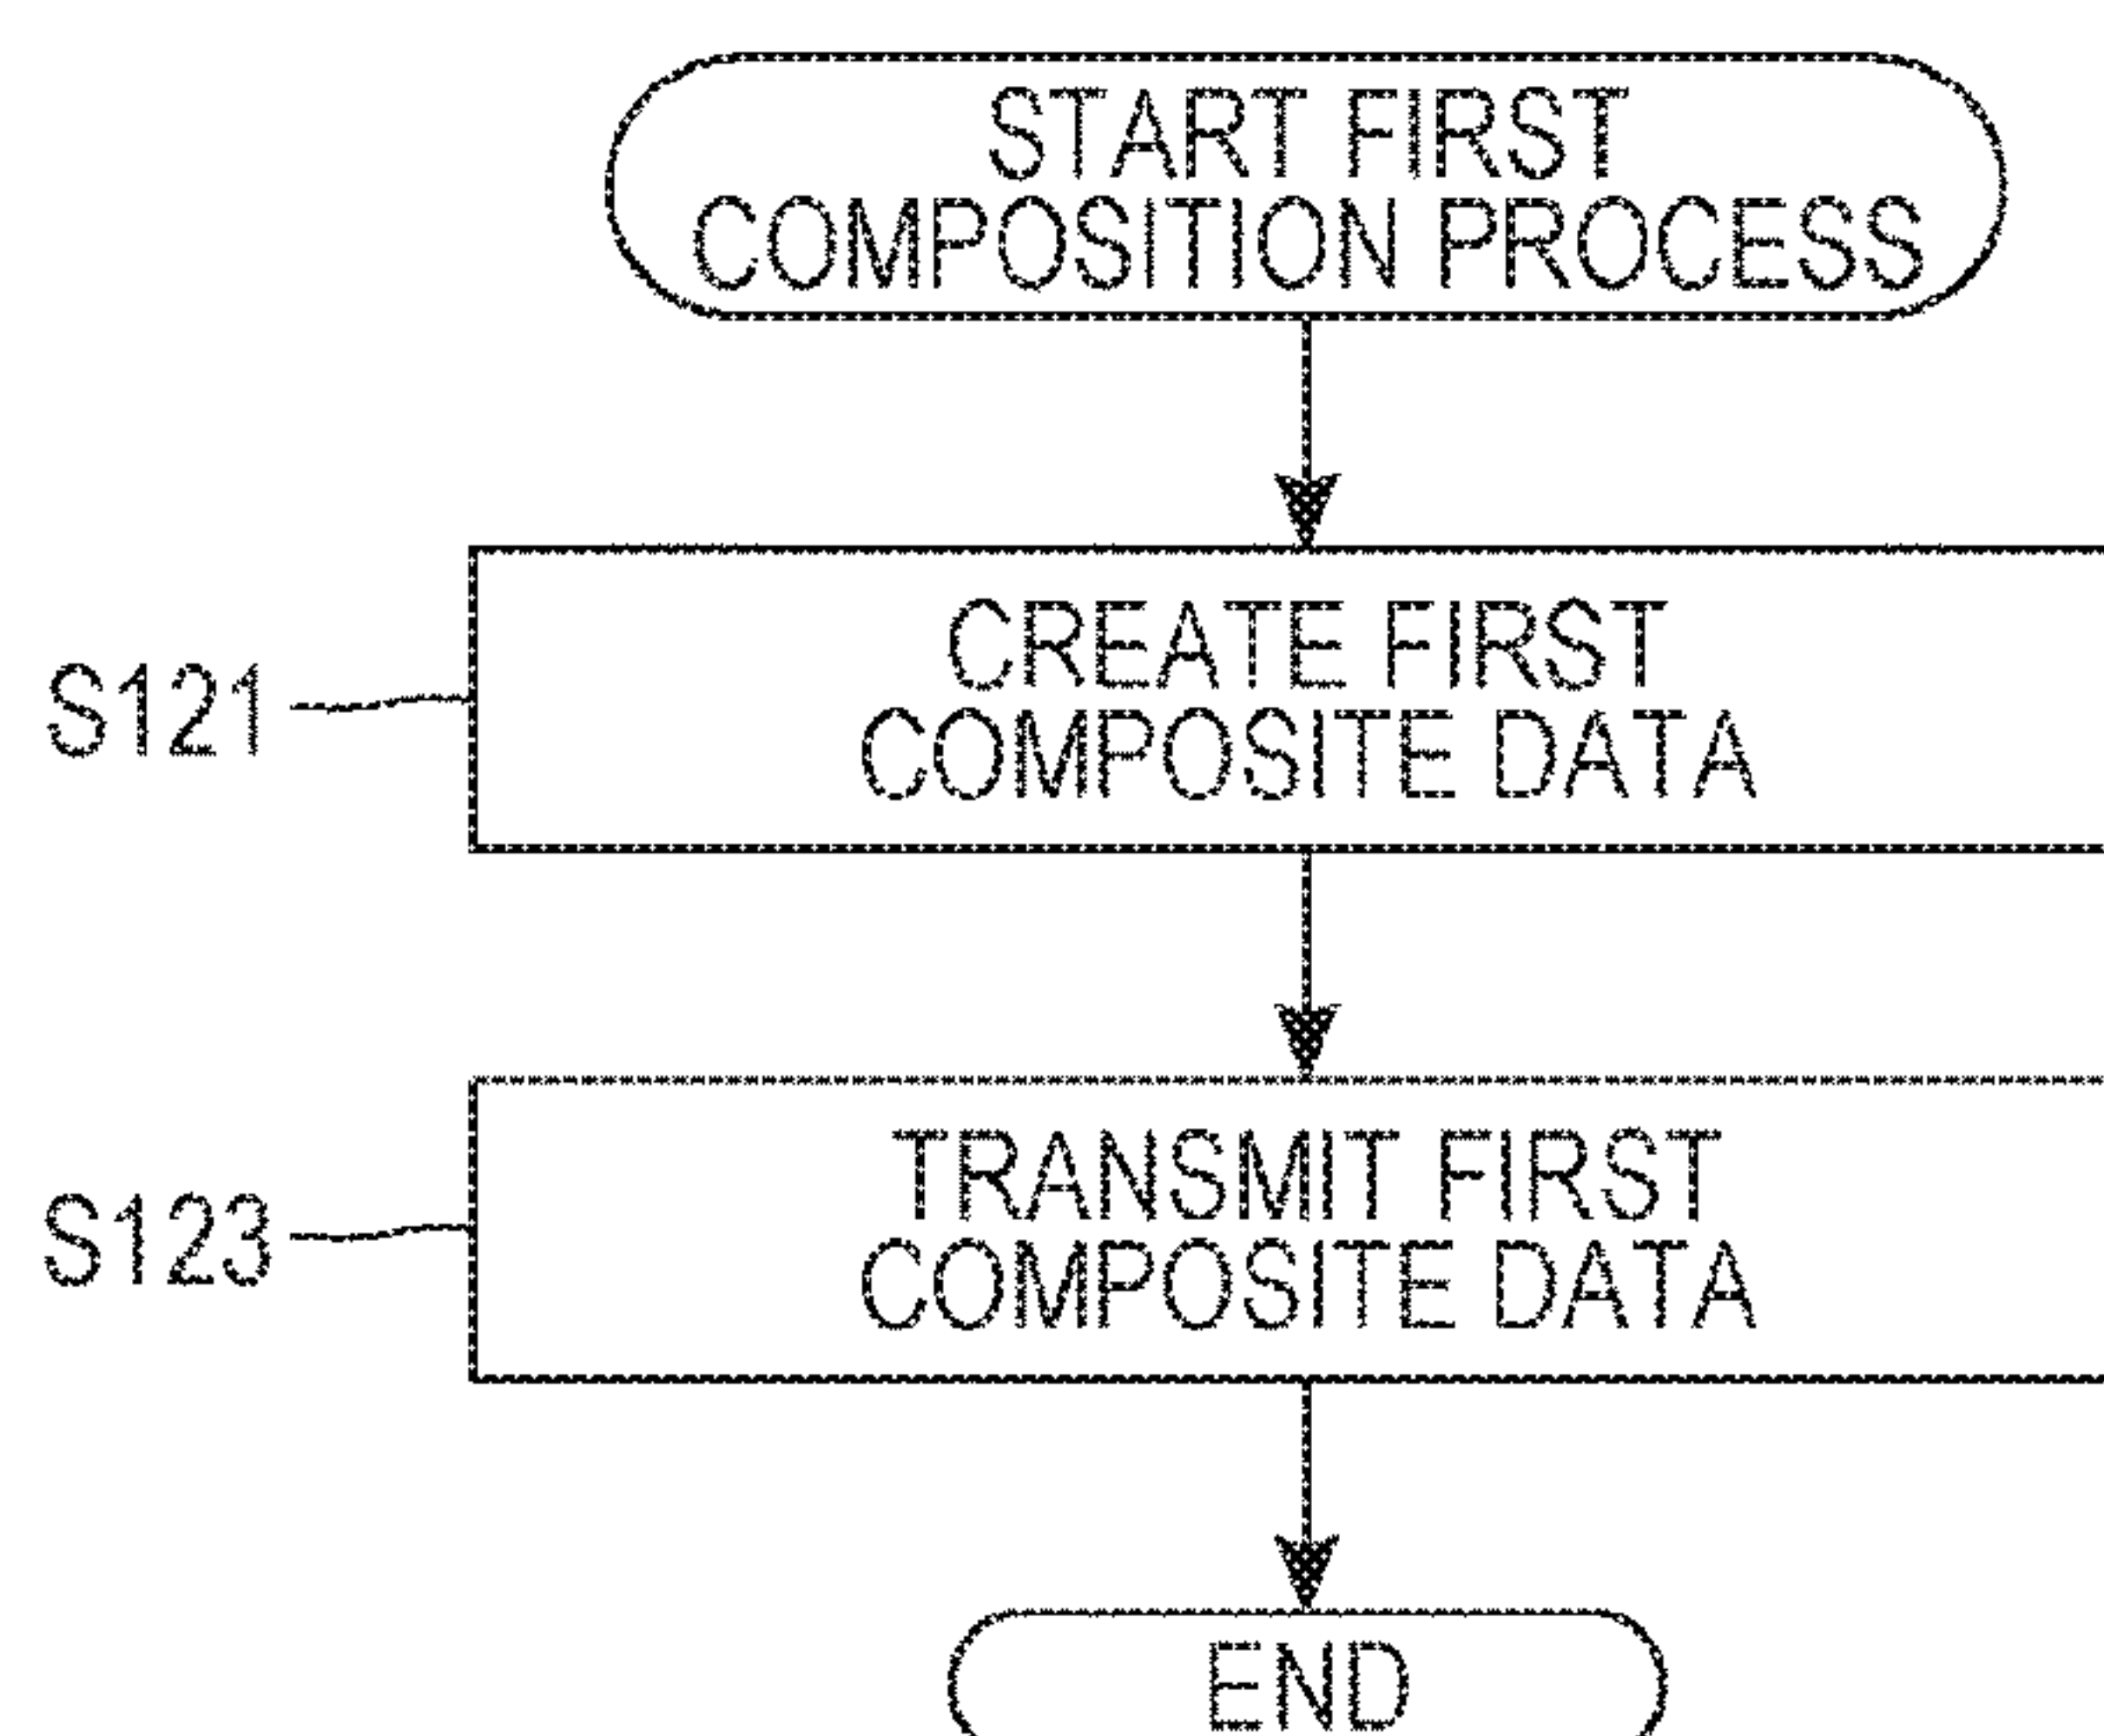 START FIRST
COMPOSITION PROCESS
S121
CREATE FIRST
COMPOSITE DATA
S123
TRANSMIT FIRST
COMPOSITE DATA
END